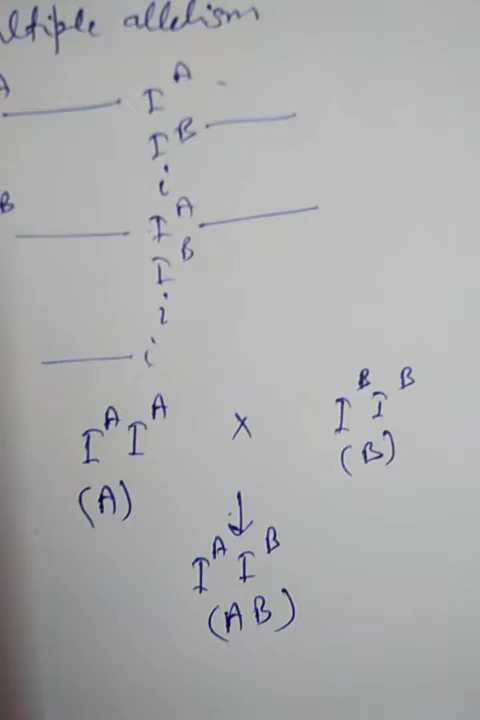 ltiple allelism
A I^A
I^B
i
B I^A
I^B
i
i
I^A I^A x I^B I^B
(A) (B)
↓
I^A I^B
(AB)